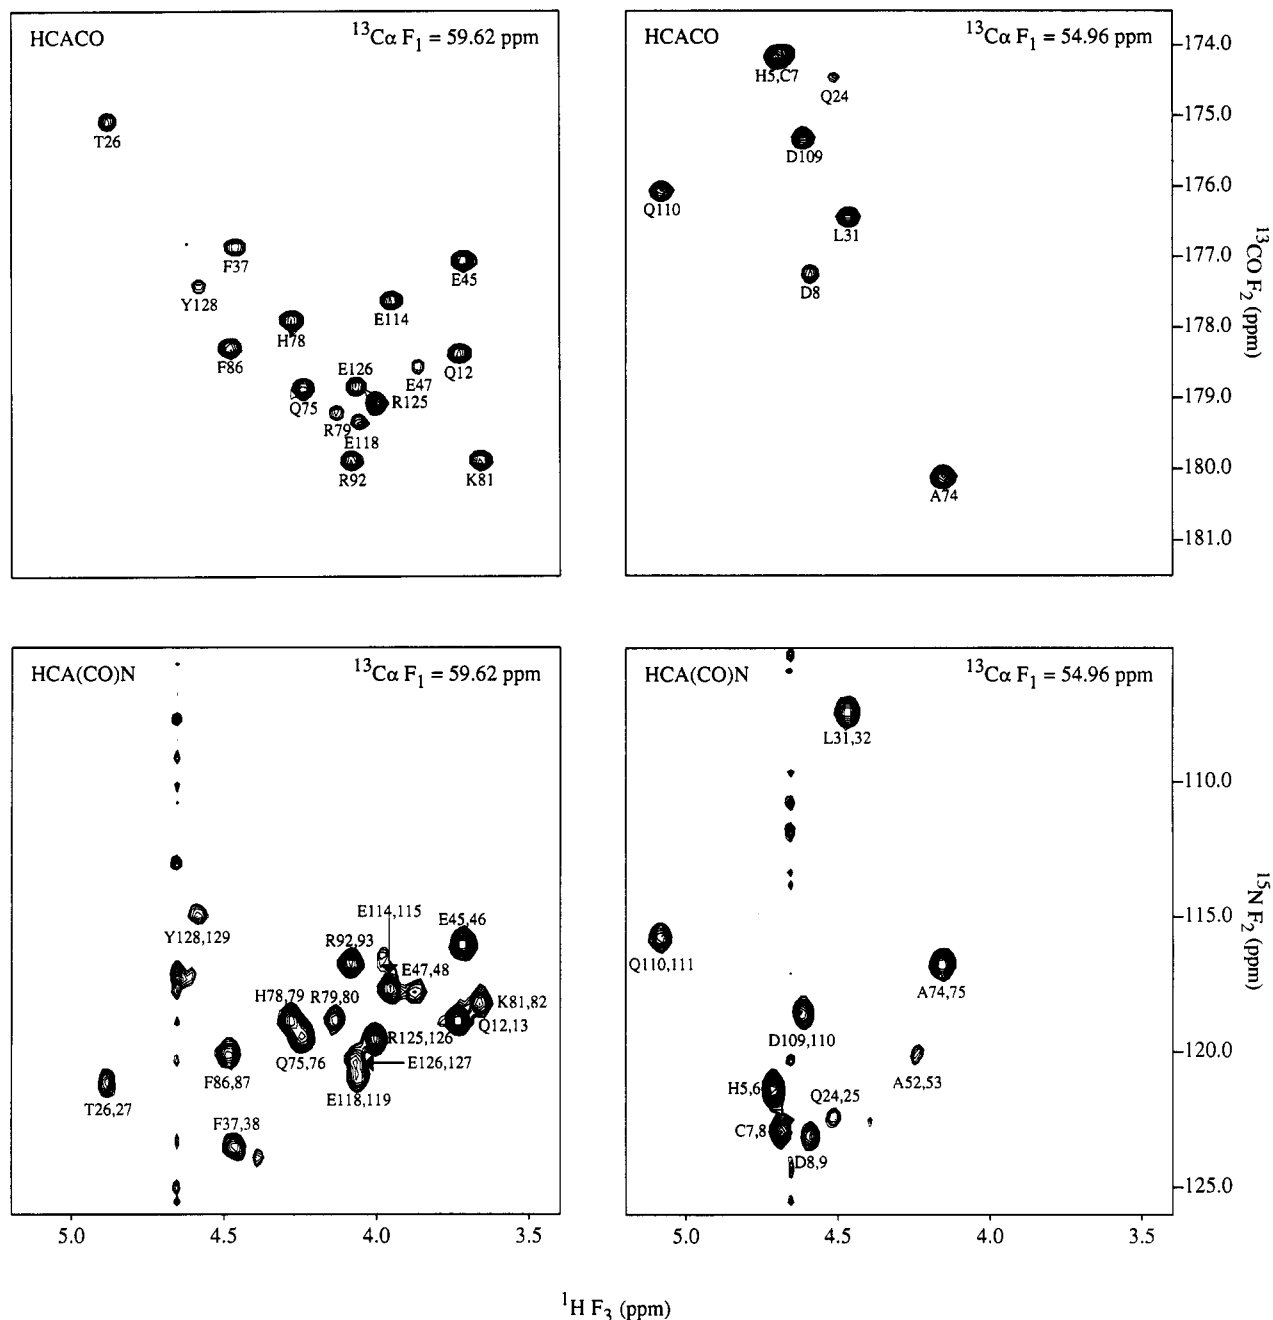 HCACO
¹³Cα F₁ = 59.62 ppm
T26
F37
Y128
H78
F86
E45
E114
E126
E47
Q12
Q75
R125
R79
E118
R92
K81
HCACO
¹³Cα F₁ = 54.96 ppm
H5,C7
Q24
D109
Q110
L31
D8
A74
174.0
175.0
176.0
177.0
178.0
179.0
180.0
181.0
¹³CO F₂ (ppm)
HCA(CO)N
¹³Cα F₁ = 59.62 ppm
Y128,129
E114,115
E45,46
R92,93
E47,48
H78,79
R79,80
K81,82
Q12,13
R125,126
Q75,76
E126,127
F86,87
E118,119
T26,27
F37,38
5.0
4.5
4.0
3.5
HCA(CO)N
¹³Cα F₁ = 54.96 ppm
L31,32
Q110,111
A74,75
D109,110
A52,53
H5,6
Q24,25
C7,8
D8,9
110.0
115.0
120.0
125.0
¹⁵N F₂ (ppm)
5.0
4.5
4.0
3.5
¹H F₃ (ppm)